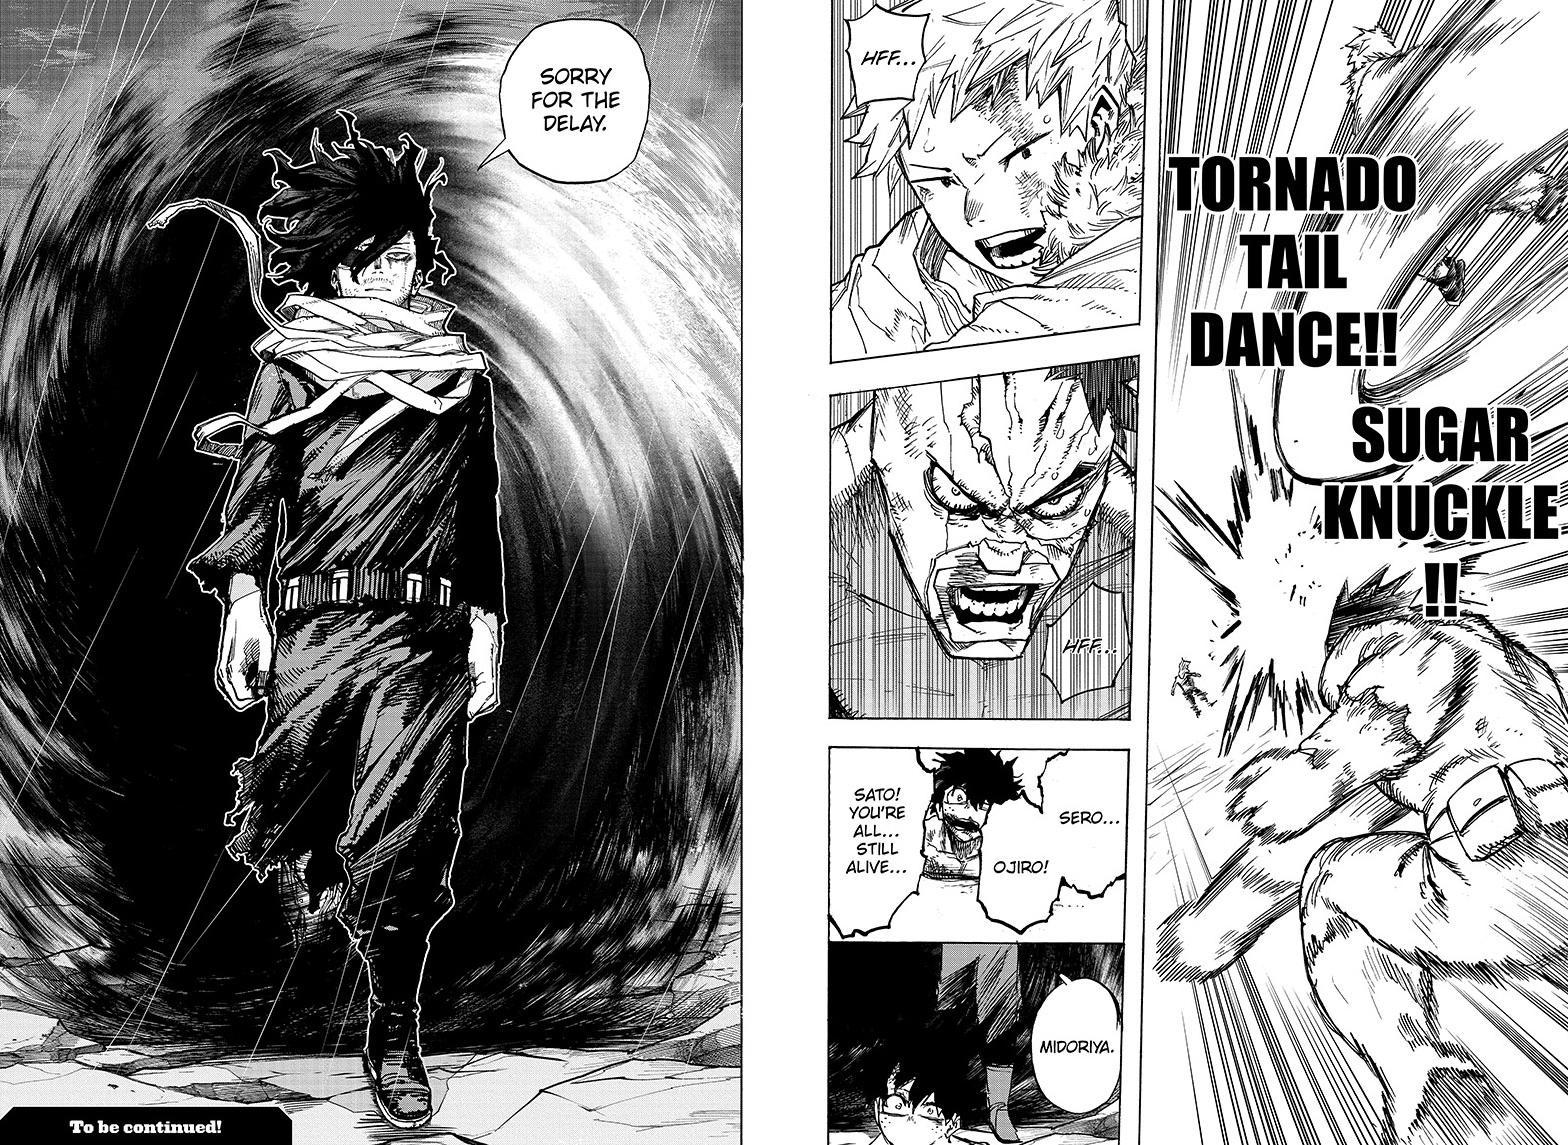 TORNADO
TAIL
DANCE!!
SUGAR
KNUCKLE
!!
HFF...
HFF...
SERO...
OJIRO!
SATO!
YOU'RE
ALL...
STILL
ALIVE...
MIDORIYA.
SORRY
FOR THE
DELAY.
To be continued!